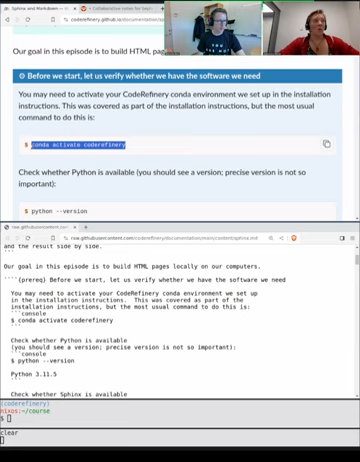 Sphinx and Markdown —
Collaborative notes for best
coderefinery.github.io/documentation/sp
Our goal in this episode is to build HTML pag
Before we start, let us verify whether we have the software we need
You may need to activate your CodeRefinery conda environment we set up in the installation
instructions. This was covered as part of the installation instructions, but the most usual
command to do this is:
$ conda activate coderefinery
Check whether Python is available (you should see a version; precise version is not so
important):
$ python --version
raw.githubusercontent.com/coderefinery
raw.githubusercontent.com/coderefinery/documentation/main/content/sphinx.md
and the result side by side.
```
Our goal in this episode is to build HTML pages locally on our computers.
````{prereq} Before we start, let us verify whether we have the software we need
You may need to activate your CodeRefinery conda environment we set up
in the installation instructions. This was covered as part of the
installation instructions, but the most usual command to do this is:
```console
$ conda activate coderefinery
```
Check whether Python is available
(you should see a version; precise version is not so important):
```console
$ python --version
Python 3.11.5
```
Check whether Sphinx is available
(coderefinery)
nixos:~/course
$
clear